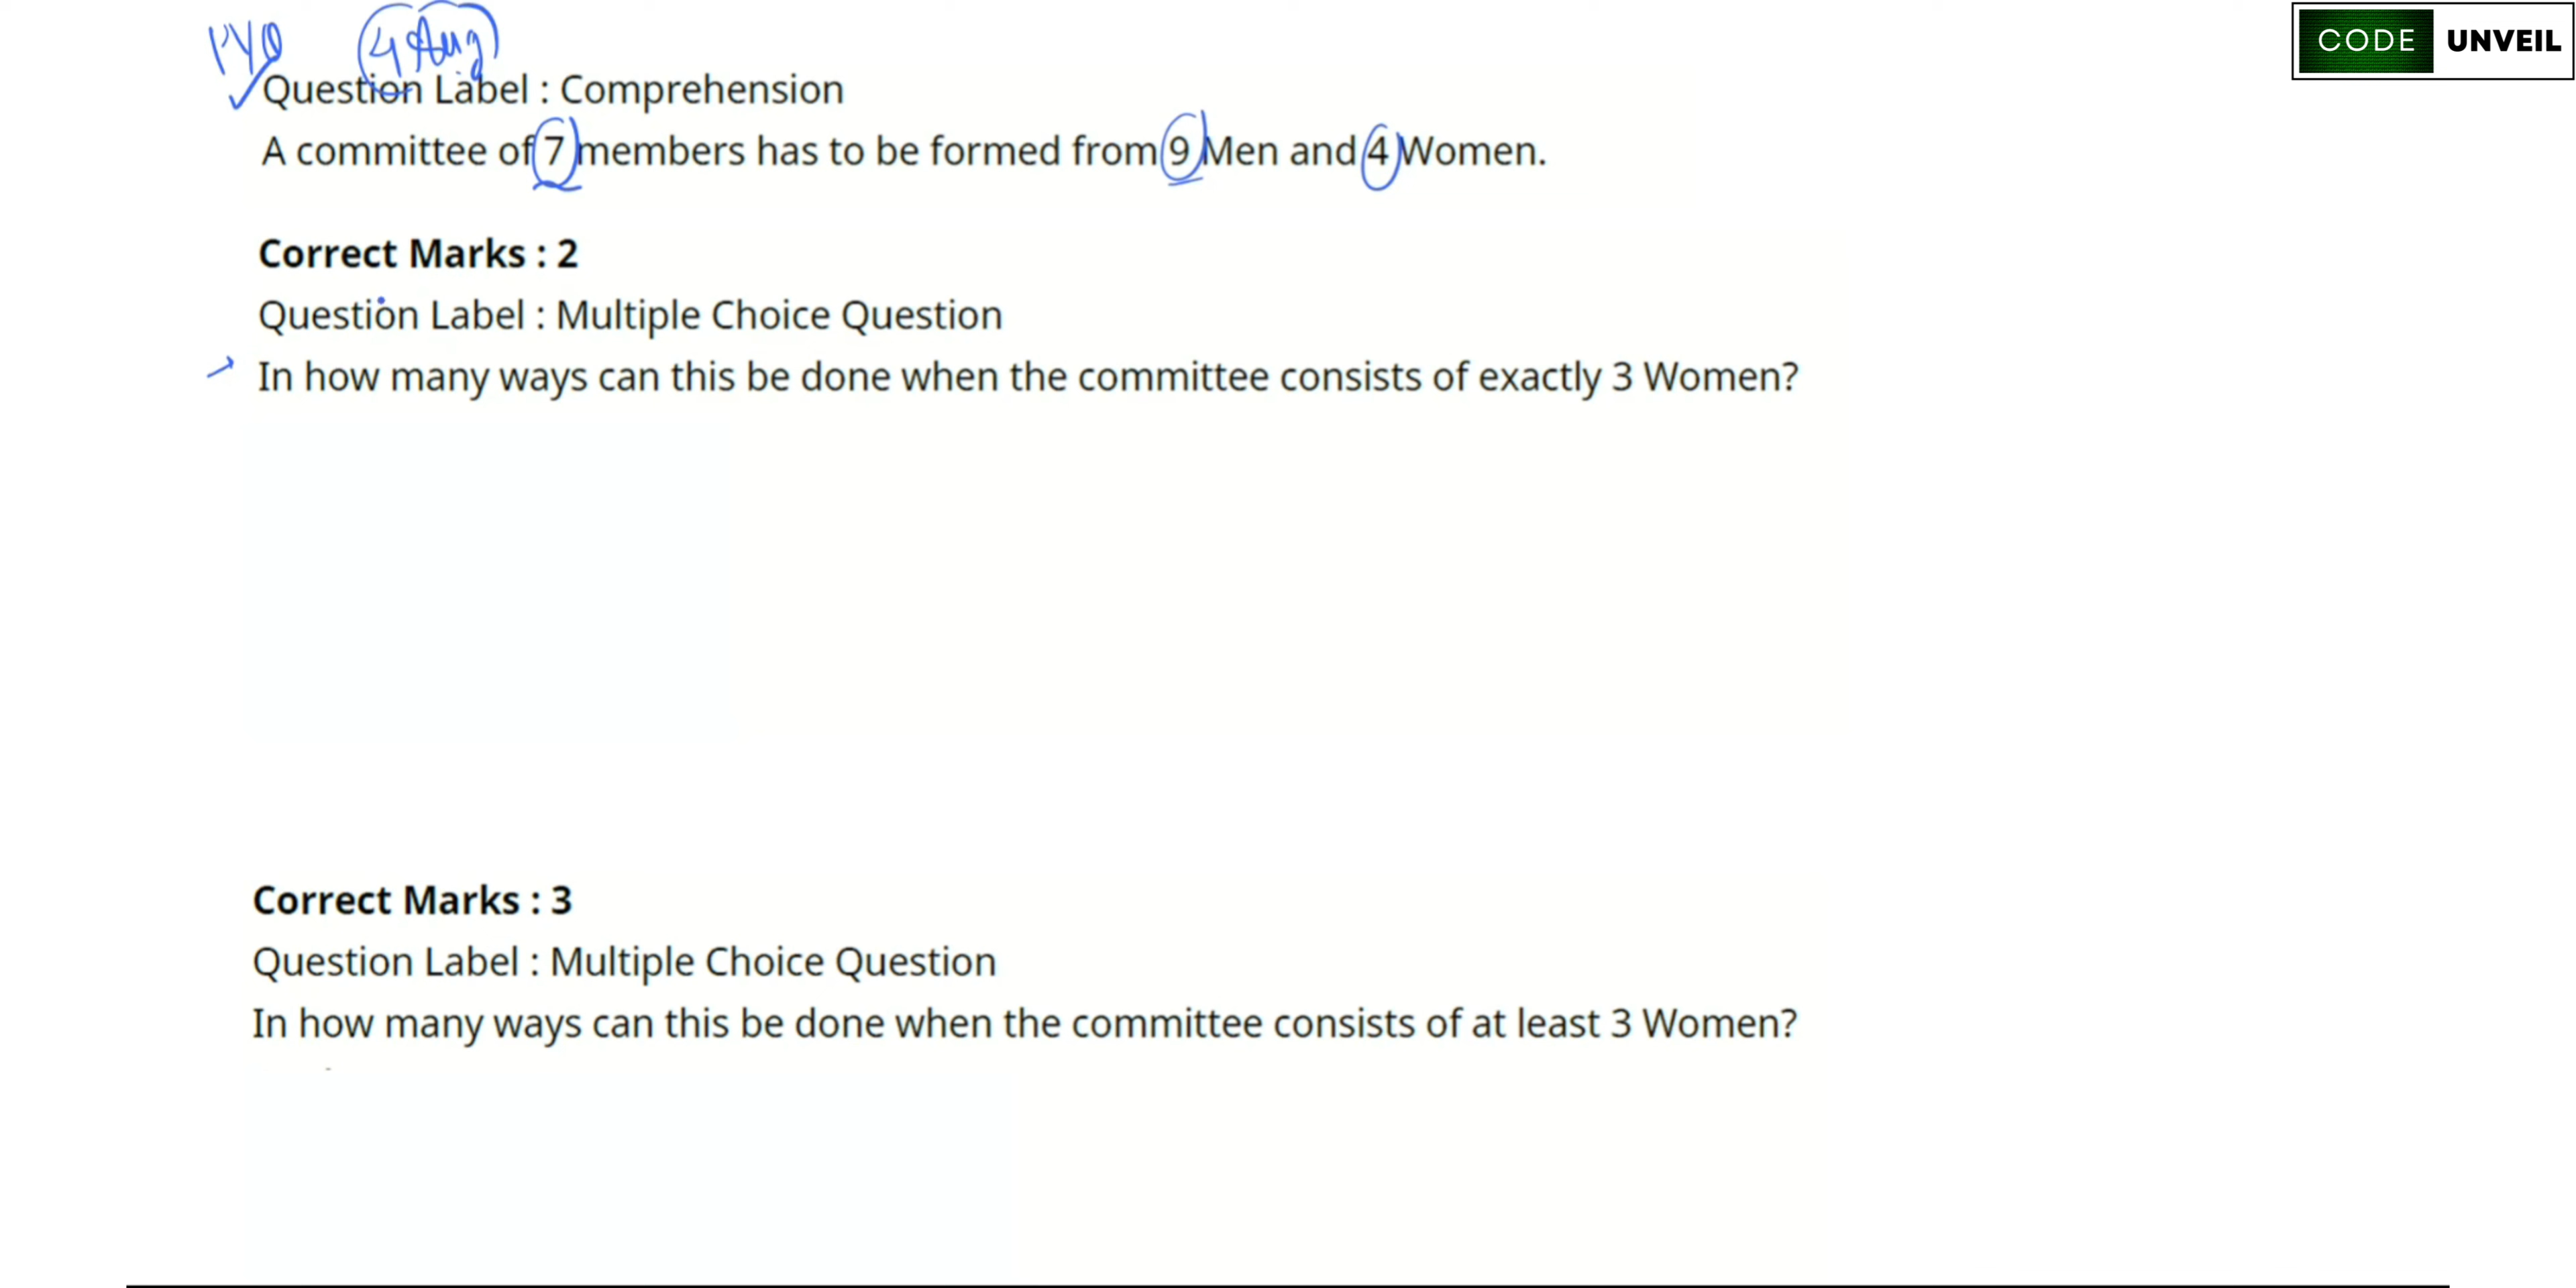 PYQ 4 Aug
CODE UNVEIL
Question Label : Comprehension
A committee of 7 members has to be formed from 9 Men and 4 Women.
Correct Marks : 2
Question Label : Multiple Choice Question
In how many ways can this be done when the committee consists of exactly 3 Women?
Correct Marks : 3
Question Label : Multiple Choice Question
In how many ways can this be done when the committee consists of at least 3 Women?